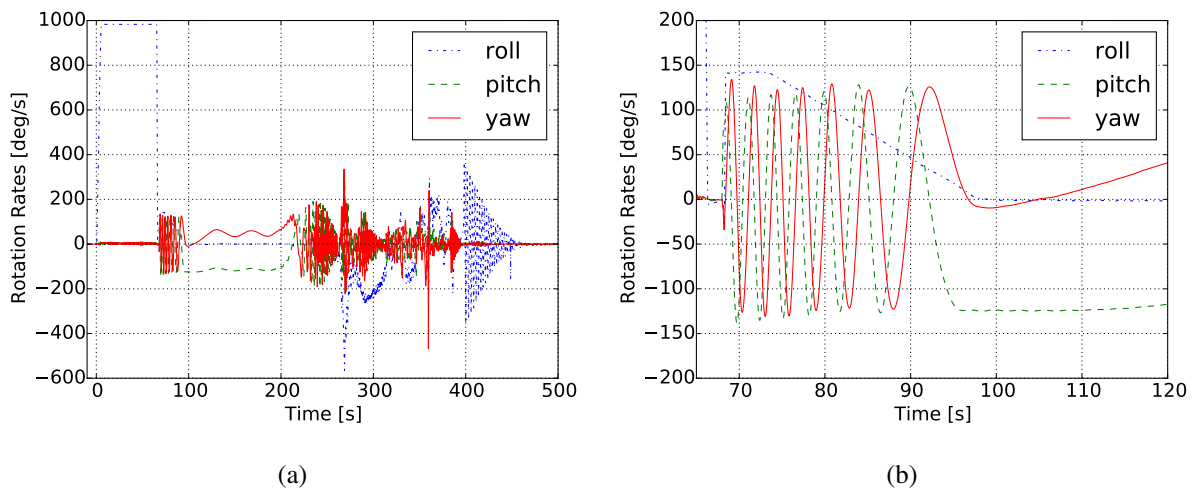 1000
800
600
400
200
0
−200
−400
−600
0 100 200 300 400 500
Time [s]
Rotation Rates [deg/s]
roll
pitch
yaw
(a)
200
150
100
50
0
−50
−100
−150
200
70 80 90 100 110 120
Time [s]
Rotation Rates [deg/s]
roll
pitch
yaw
(b)